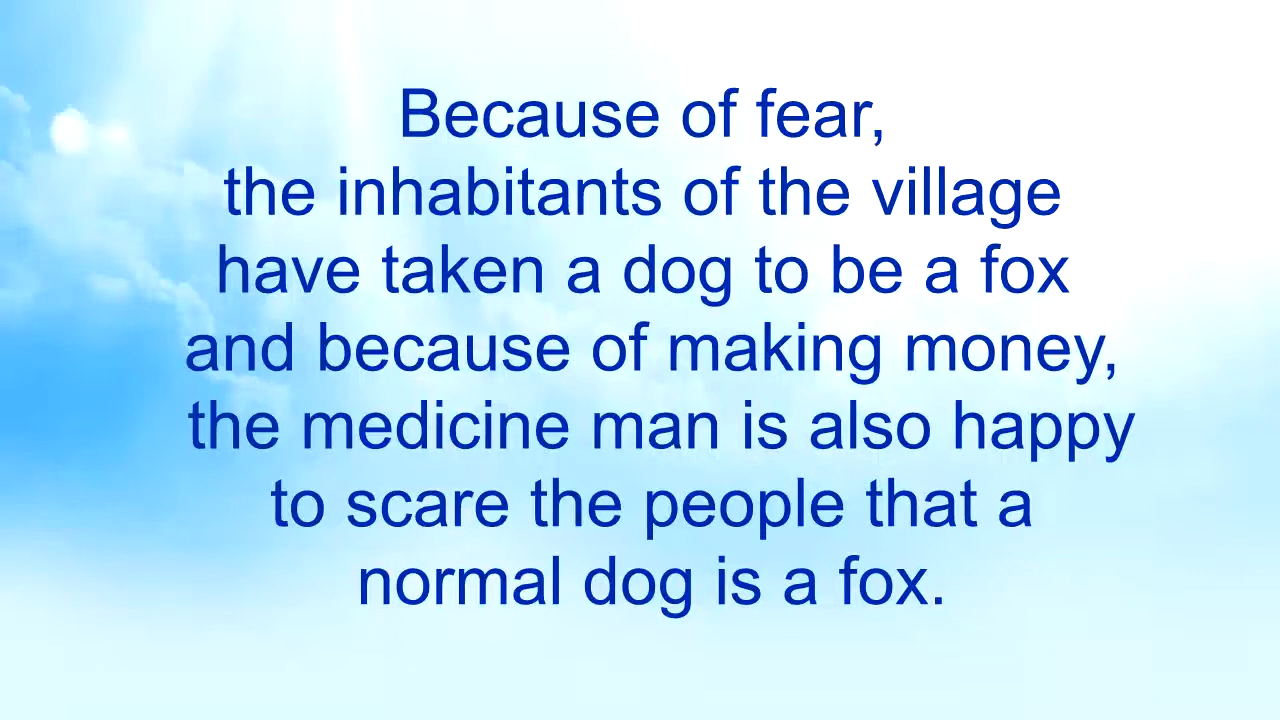 Because of fear,
the inhabitants of the village
have taken a dog to be a fox
and because of making money,
the medicine man is also happy
to scare the people that a
normal dog is a fox.